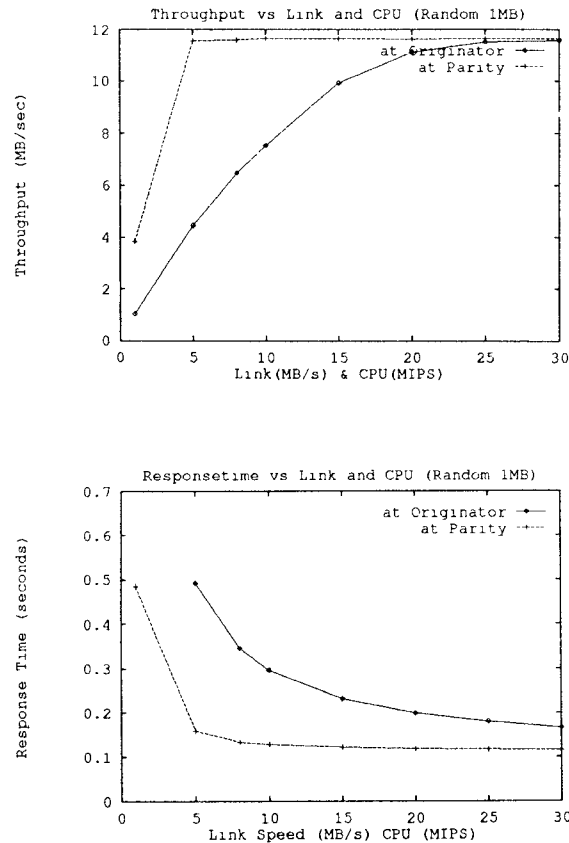 Throughput vs Link and CPU (Random 1MB)
12
10
8
6
4
2
0
Throughput (MB/sec)
at Originator
at Parity
0 5 10 15 20 25 30
Link(MB/s) & CPU(MIPS)
Responsetime vs Link and CPU (Random 1MB)
0.7
0.6
0.5
0.4
0.3
0.2
0.1
0
Response Time (seconds)
at Originator
at Parity
0 5 10 15 20 25 30
Link Speed (MB/s) CPU (MIPS)